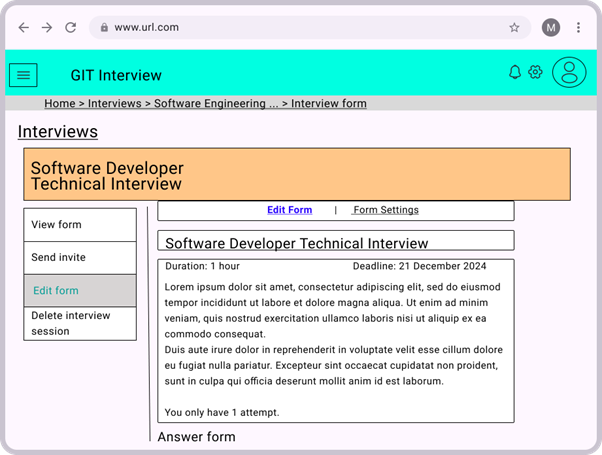 www.url.com
M
GIT Interview
Home > Interviews > Software Engineering ... > Interview form
Interviews
Software Developer
Technical Interview
View form
Send invite
Edit form
Delete interview
session
Edit Form | Form Settings
Software Developer Technical Interview
Duration: 1 hour Deadline: 21 December 2024
Lorem ipsum dolor sit amet, consectetur adipiscing elit, sed do eiusmod
tempor incididunt ut labore et dolore magna aliqua. Ut enim ad minim
veniam, quis nostrud exercitation ullamco laboris nisi ut aliquip ex ea
commodo consequat.
Duis aute irure dolor in reprehenderit in voluptate velit esse cillum dolore
eu fugiat nulla pariatur. Excepteur sint occaecat cupidatat non proident,
sunt in culpa qui officia deserunt mollit anim id est laborum.
You only have 1 attempt.
Answer form